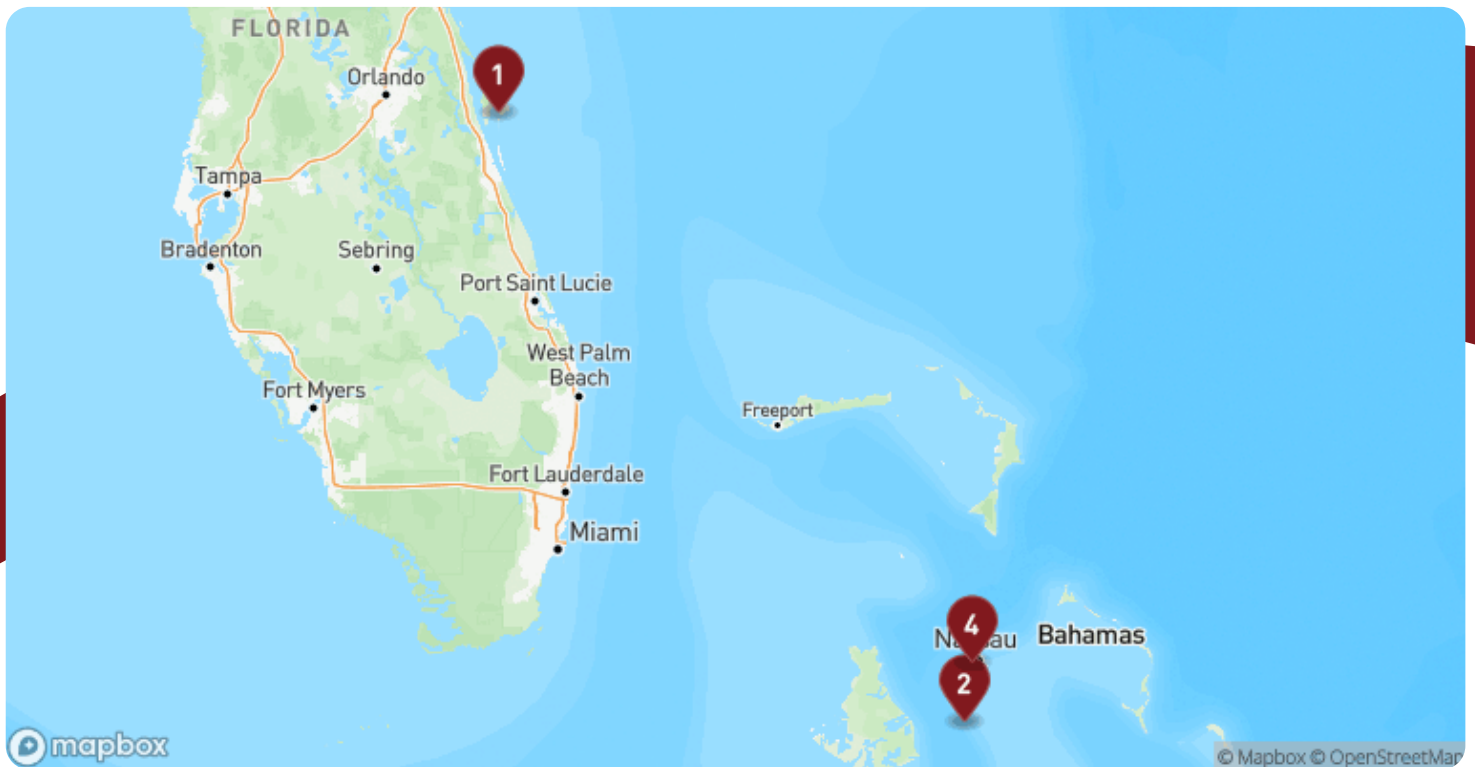 FLORIDA
1
Orlando
Tampa
Bradenton
Sebring
Port Saint Lucie
West Palm
Beach
Fort Myers
Freeport
Fort Lauderdale
Miami
4
Bahamas
2
mapbox
© Mapbox © OpenStreetMap